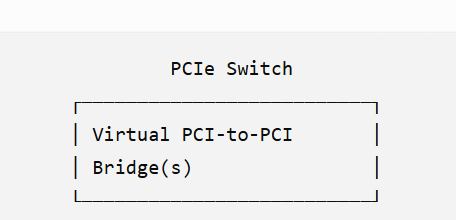 PCIe Switch
Virtual PCI-to-PCI
Bridge(s)